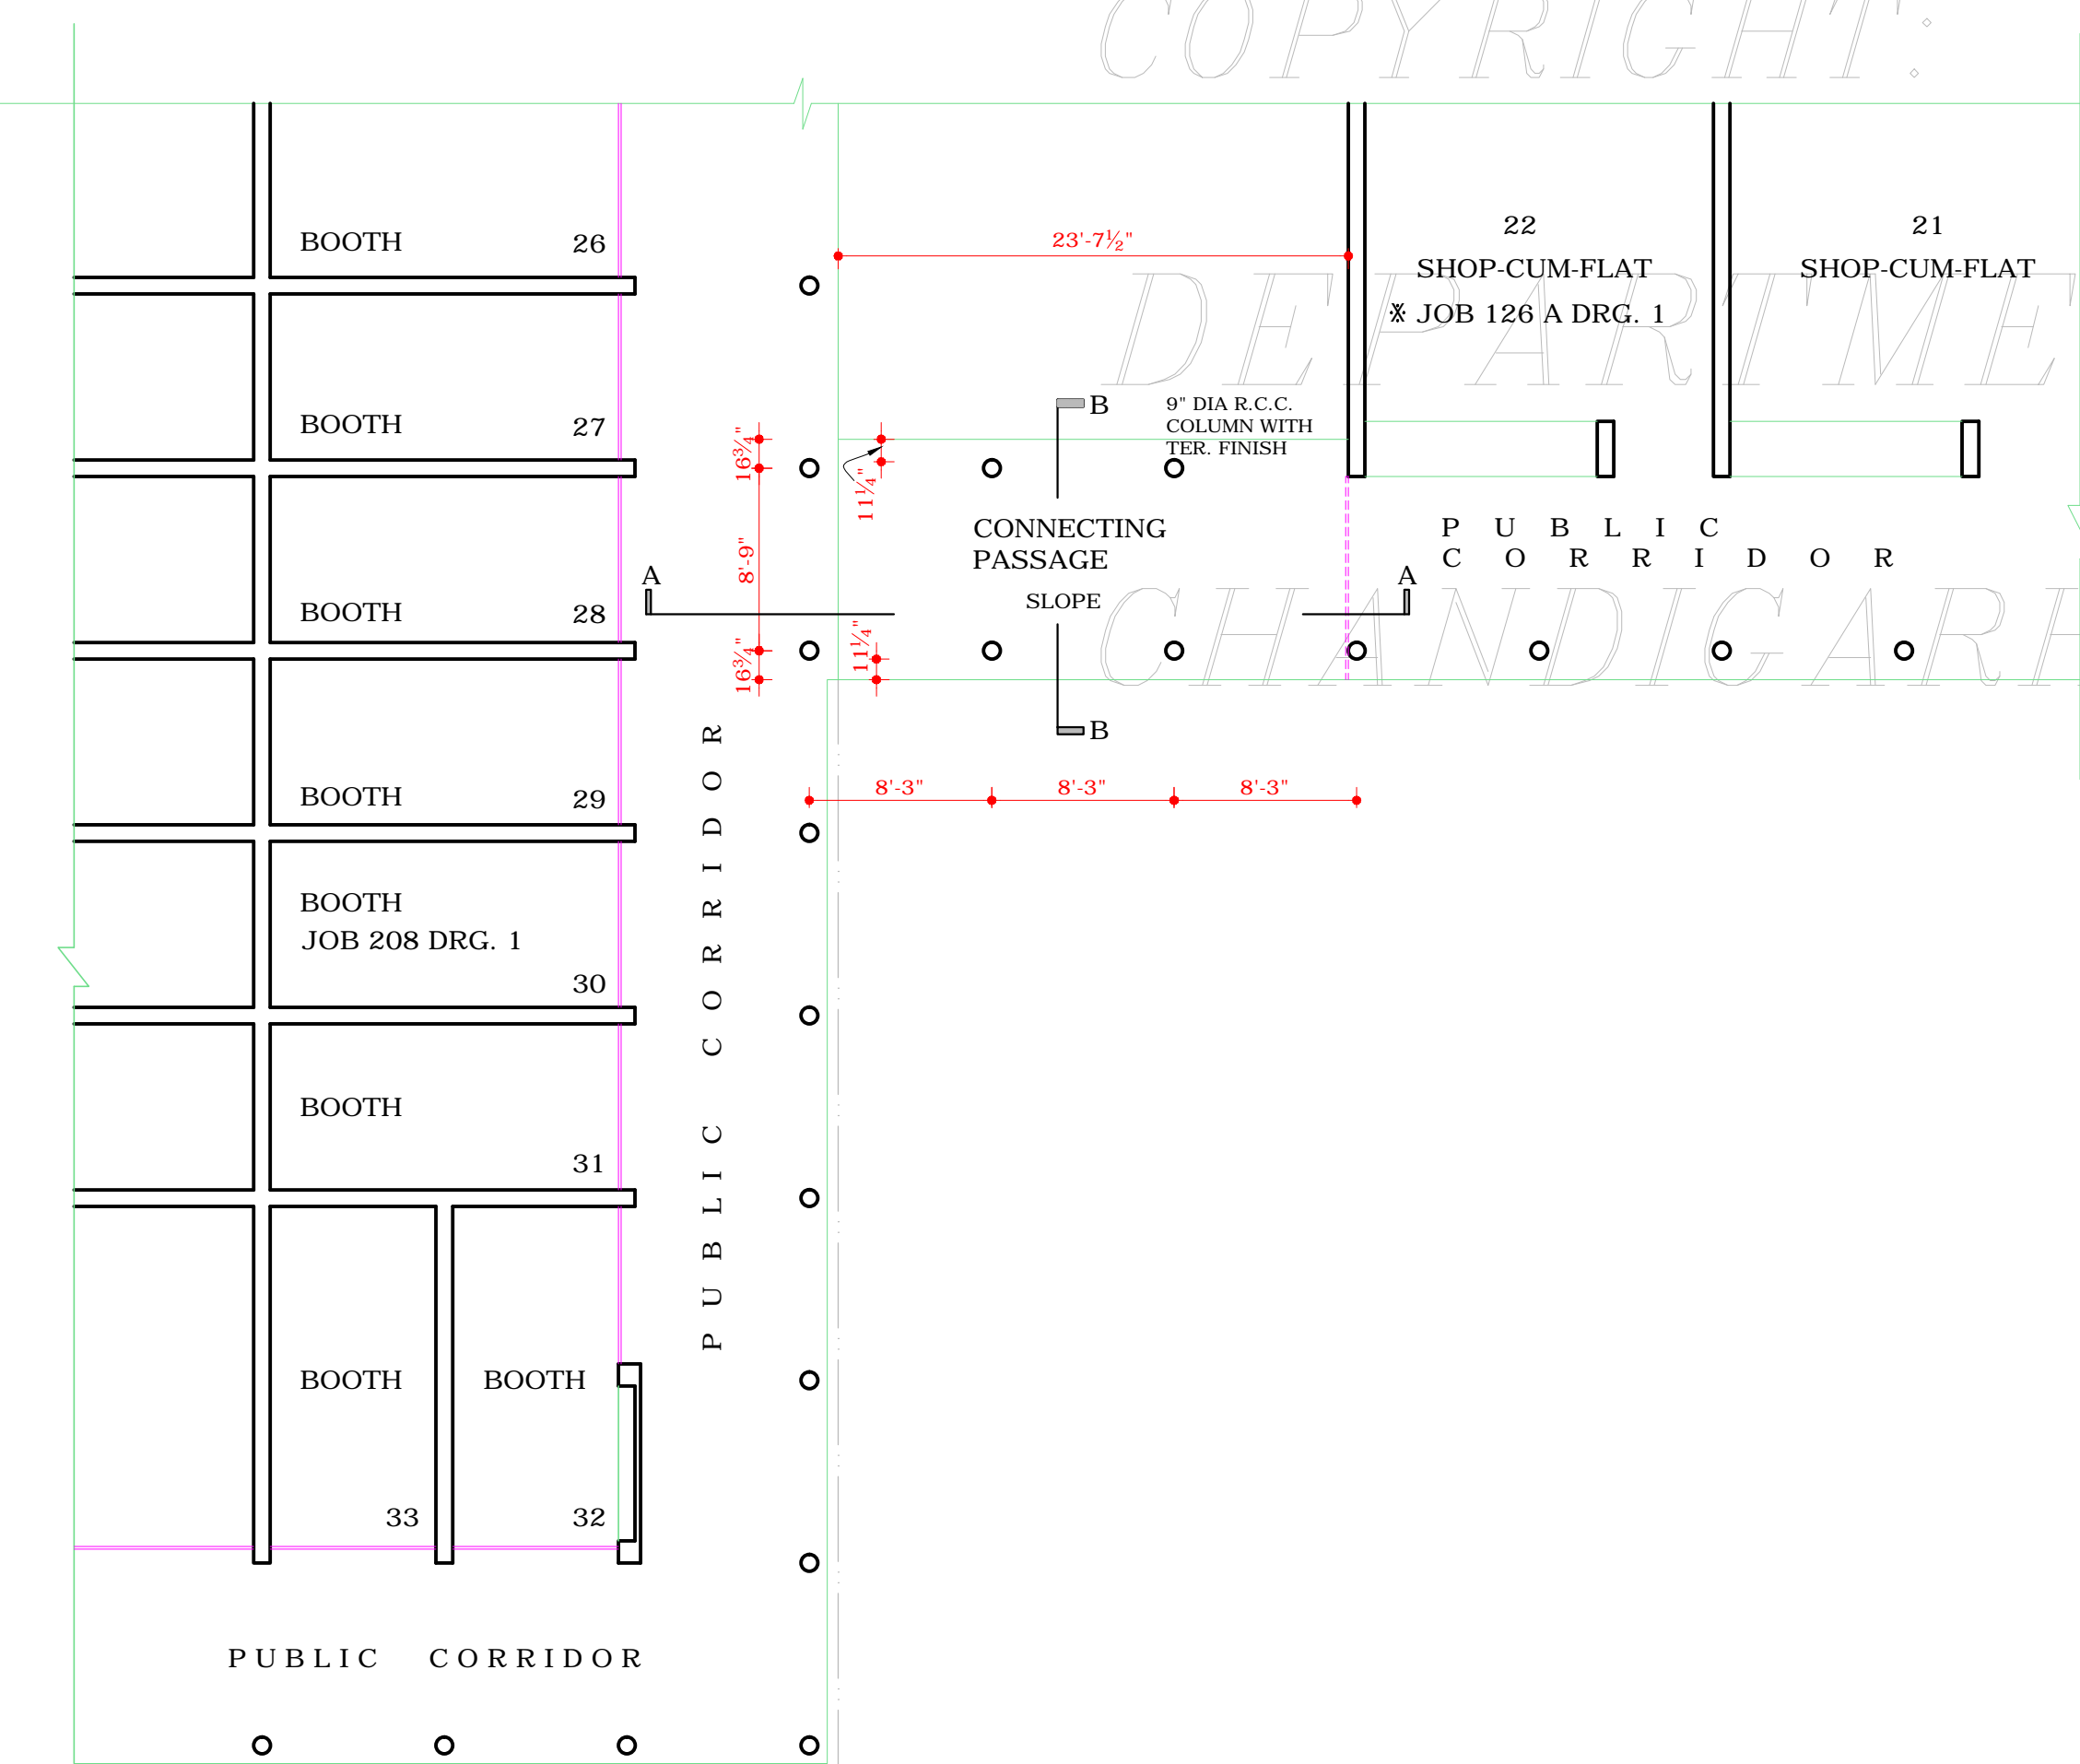 COPYRIGHT:
22
21
BOOTH 26
23'-7½"
SHOP-CUM-FLAT
SHOP-CUM-FLAT
※ JOB 126 A DRG. 1
DEPARTME
B
9" DIA R.C.C.
COLUMN WITH
TER. FINISH
BOOTH 27
16¾"
11¼"
CONNECTING
PASSAGE
PUBLIC
CORRIDOR
8'-9"
A
A
SLOPE
BOOTH 28
CHANDIGARH
16¾"
11¼"
B
8'-3" 8'-3" 8'-3"
BOOTH 29
PUBLIC CORRIDOR
BOOTH
JOB 208 DRG. 1
30
BOOTH
31
BOOTH BOOTH
33 32
PUBLIC CORRIDOR